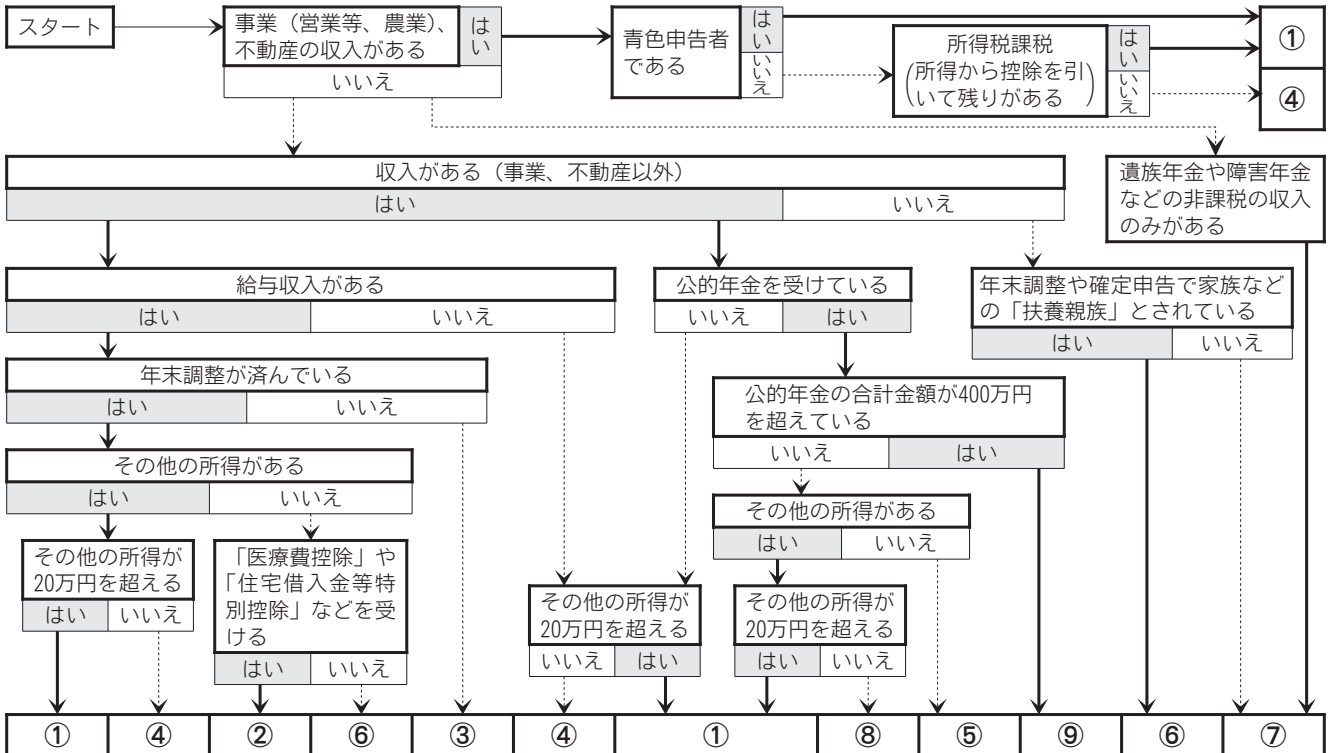 スタート
事業（営業等、農業）、
不動産の収入がある
はい
いいえ
青色申告者
である
はい
いいえ
所得税課税
(所得から控除を引
いて残りがある)
はい
いいえ
①
④
収入がある（事業、不動産以外）
はい
いいえ
遺族年金や障害年金
などの非課税の収入
のみがある
給与収入がある
はい
いいえ
公的年金を受けている
いいえ
はい
年末調整や確定申告で家族など
の「扶養親族」とされている
はい
いいえ
年末調整が済んでいる
はい
いいえ
公的年金の合計金額が400万円
を超えている
いいえ
はい
その他の所得がある
はい
いいえ
その他の所得がある
はい
いいえ
その他の所得が
20万円を超える
はい
いいえ
「医療費控除」や
「住宅借入金等特
別控除」などを受
ける
はい
いいえ
その他の所得が
20万円を超える
いいえ
はい
その他の所得が
20万円を超える
はい
いいえ
①
④
②
⑥
③
④
①
⑧
⑤
⑨
⑥
⑦